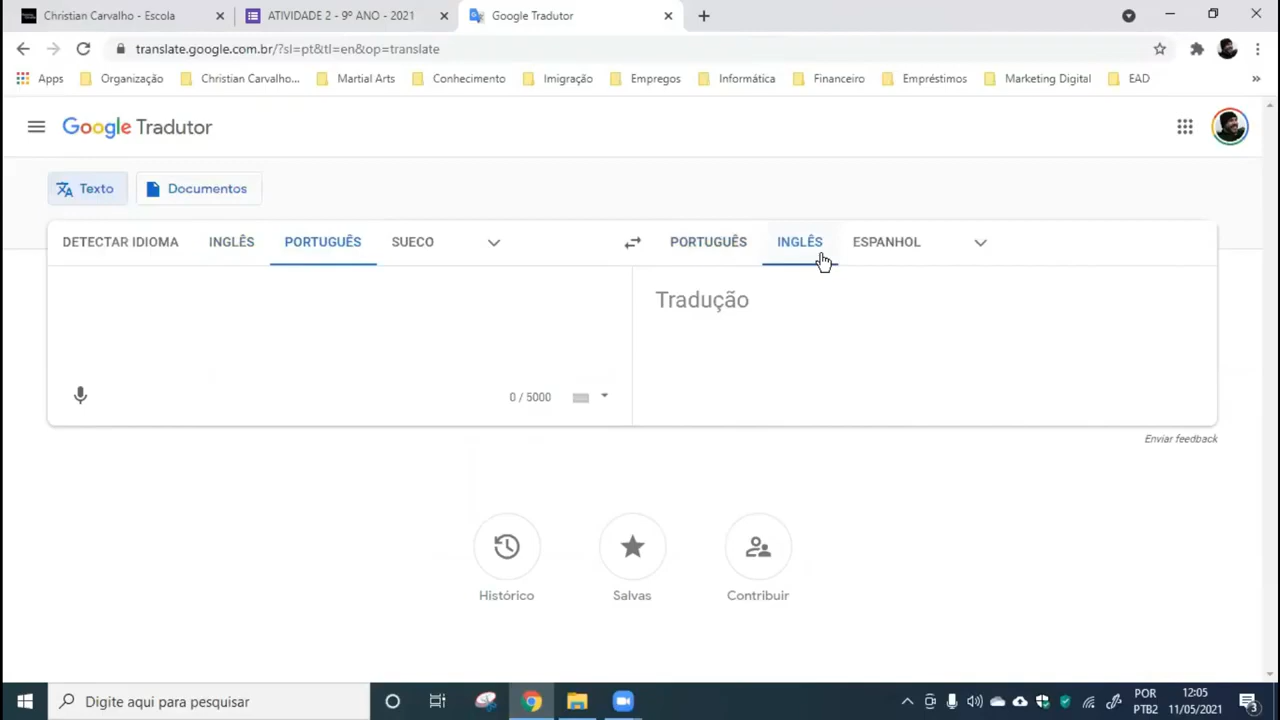 Christian Carvalho - Escola
ATIVIDADE 2 - 9º ANO - 2021
Google Tradutor
translate.google.com.br/?sl=pt&tl=en&op=translate
Apps
Organização
Christian Carvalho...
Martial Arts
Conhecimento
Imigração
Empregos
Informática
Financeiro
Empréstimos
Marketing Digital
EAD
»
Google Tradutor
Texto
Documentos
DETECTAR IDIOMA
INGLÊS
PORTUGUÊS
SUECO
PORTUGUÊS
INGLÊS
ESPANHOL
Tradução
0 / 5000
Enviar feedback
Histórico
Salvas
Contribuir
Digite aqui para pesquisar
POR
PTB2
12:05
11/05/2021
3